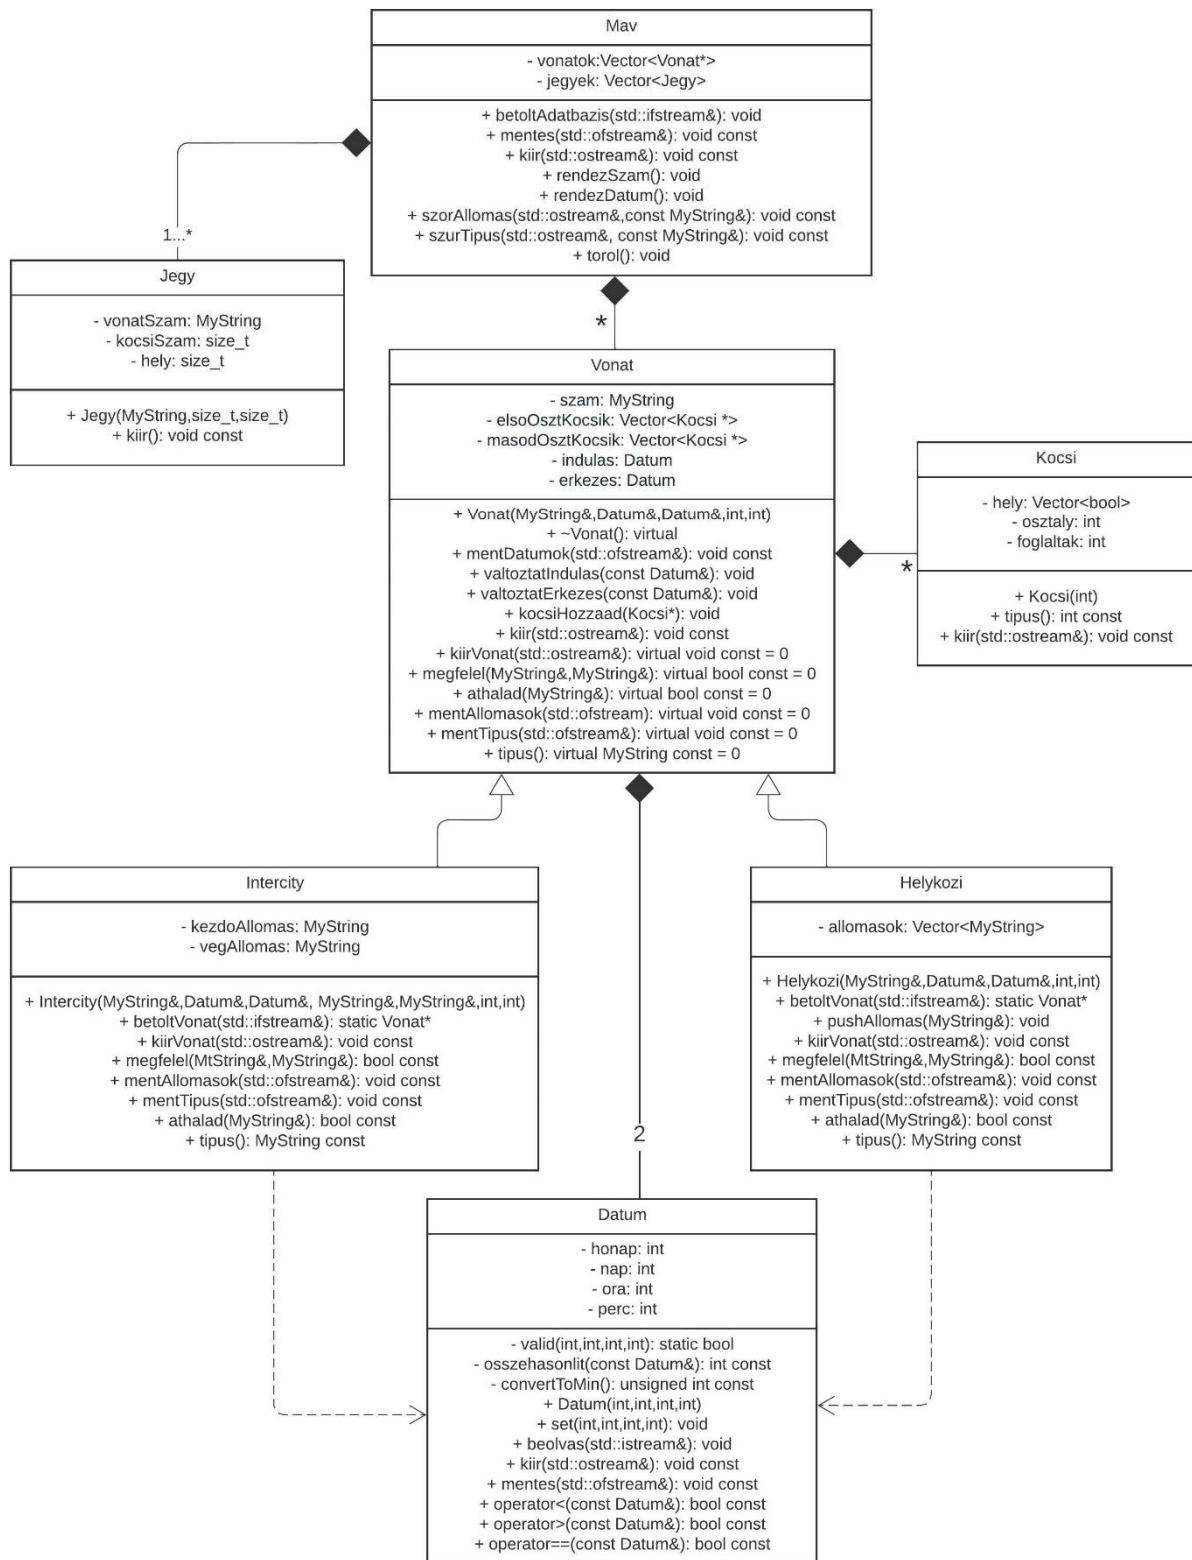 Mav
- vonatok:Vector<Vonat*>
- jegyek: Vector<Jegy>
+ betoltAdatbazis(std::ifstream&): void
+ mentes(std::ofstream&): void const
+ kiir(std::ostream&): void const
+ rendezSzam(): void
+ rendezDatum(): void
+ szorAllomas(std::ostream&,const MyString&): void const
+ szurTipus(std::ostream&, const MyString&): void const
+ torol(): void
1...*
*
Jegy
- vonatSzam: MyString
- kocsiSzam: size_t
- hely: size_t
+ Jegy(MyString,size_t,size_t)
+ kiir(): void const
Vonat
- szam: MyString
- elsoOsztKocsik: Vector<Kocsi *>
- masodOsztKocsik: Vector<Kocsi *>
- indulas: Datum
- erkezes: Datum
+ Vonat(MyString&,Datum&,Datum&,int,int)
+ ~Vonat(): virtual
+ mentDatumok(std::ofstream&): void const
+ valtoztatIndulas(const Datum&): void
+ valtoztatErkezes(const Datum&): void
+ kocsiHozzaad(Kocsi*): void
+ kiir(std::ostream&): void const
+ kiirVonat(std::ostream&): virtual void const = 0
+ megfelel(MyString&,MyString&): virtual bool const = 0
+ athalad(MyString&): virtual bool const = 0
+ mentAllomasok(std::ofstream): virtual void const = 0
+ mentTipus(std::ofstream&): virtual void const = 0
+ tipus(): virtual MyString const = 0
*
Kocsi
- hely: Vector<bool>
- osztaly: int
- foglaltak: int
+ Kocsi(int)
+ tipus(): int const
+ kiir(std::ostream&): void const
Intercity
- kezdoAllomas: MyString
- vegAllomas: MyString
+ Intercity(MyString&,Datum&,Datum&, MyString&,MyString&,int,int)
+ betoltVonat(std::ifstream&): static Vonat*
+ kiirVonat(std::ostream&): void const
+ megfelel(MtString&,MyString&): bool const
+ mentAllomasok(std::ofstream&): void const
+ mentTipus(std::ofstream&): void const
+ athalad(MyString&): bool const
+ tipus(): MyString const
Helykozi
- allomasok: Vector<MyString>
+ Helykozi(MyString&,Datum&,Datum&,int,int)
+ betoltVonat(std::ifstream&): static Vonat*
+ pushAllomas(MyString&): void
+ kiirVonat(std::ostream&): void const
+ megfelel(MtString&,MyString&): bool const
+ mentAllomasok(std::ofstream&): void const
+ mentTipus(std::ofstream&): void const
+ athalad(MyString&): bool const
+ tipus(): MyString const
2
Datum
- honap: int
- nap: int
- ora: int
- perc: int
- valid(int,int,int,int): static bool
- osszehasonlit(const Datum&): int const
- convertToMin(): unsigned int const
+ Datum(int,int,int,int)
+ set(int,int,int,int): void
+ beolvas(std::istream&): void
+ kiir(std::ostream&): void const
+ mentes(std::ofstream&): void const
+ operator<(const Datum&): bool const
+ operator>(const Datum&): bool const
+ operator==(const Datum&): bool const